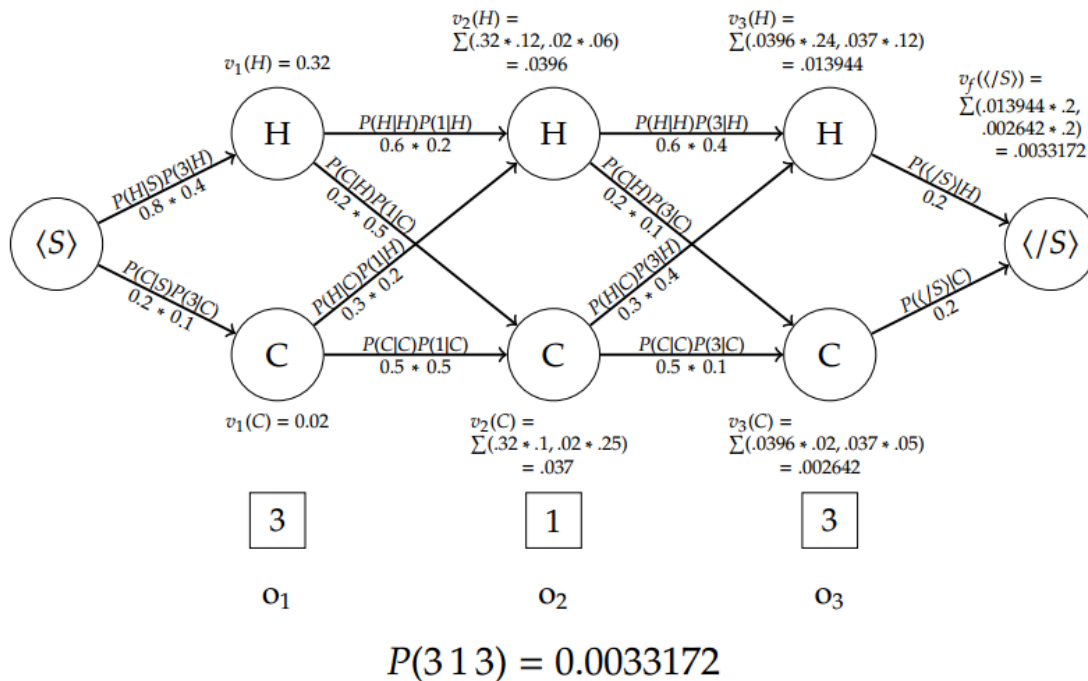 v₂(H) =
∑(.32 * .12, .02 * .06)
= .0396
v₃(H) =
∑(.0396 * .24, .037 * .12)
= .013944
v₁(H) = 0.32
v_f(⟨/S⟩) =
∑(.013944 * .2,
.002642 * .2)
= .0033172
H
P(H|H)P(1|H)
0.6 * 0.2
H
P(H|H)P(3|H)
0.6 * 0.4
H
P(H|S)P(3|H)
0.8 * 0.4
P(C|H)P(1|C)
0.2 * 0.5
P(C|H)P(3|C)
0.2 * 0.1
P(⟨/S⟩|H)
0.2
⟨S⟩
⟨/S⟩
P(C|S)P(3|C)
0.2 * 0.1
P(H|C)P(1|H)
0.3 * 0.2
P(H|C)P(3|H)
0.3 * 0.4
P(⟨/S⟩|C)
0.2
C
P(C|C)P(1|C)
0.5 * 0.5
C
P(C|C)P(3|C)
0.5 * 0.1
C
v₁(C) = 0.02
v₂(C) =
∑(.32 * .1, .02 * .25)
= .037
v₃(C) =
∑(.0396 * .02, .037 * .05)
= .002642
3
1
3
o₁
o₂
o₃
P(3 1 3) = 0.0033172